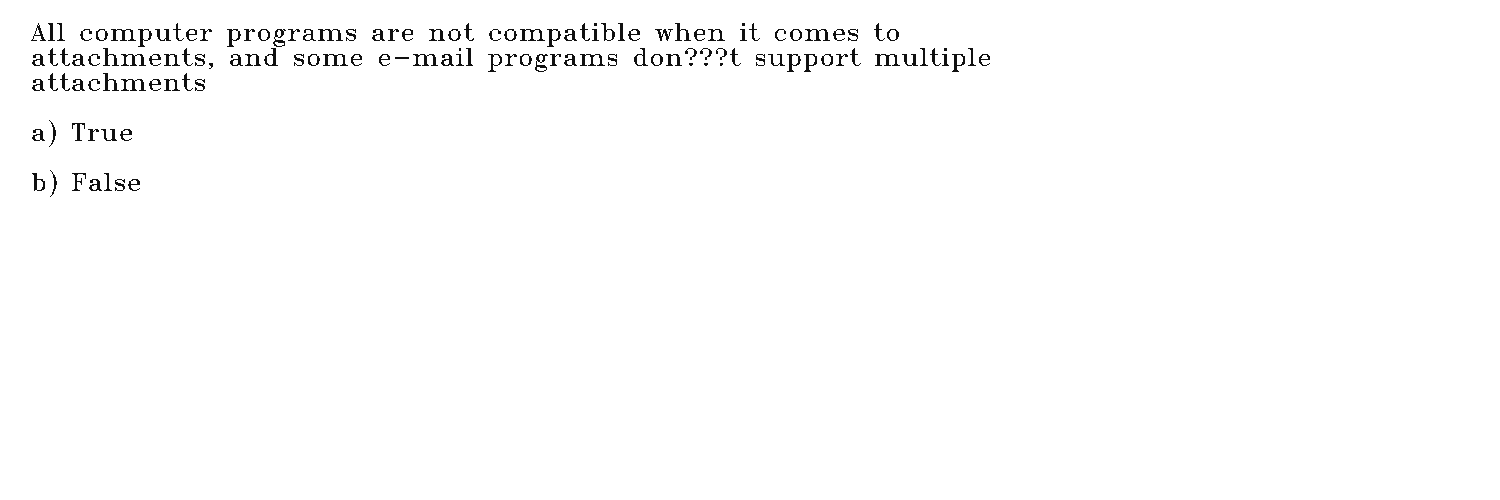 All computer programs are not compatible when it comes to
attachments, and some e-mail programs don???t support multiple
attachments
a) True
b) False